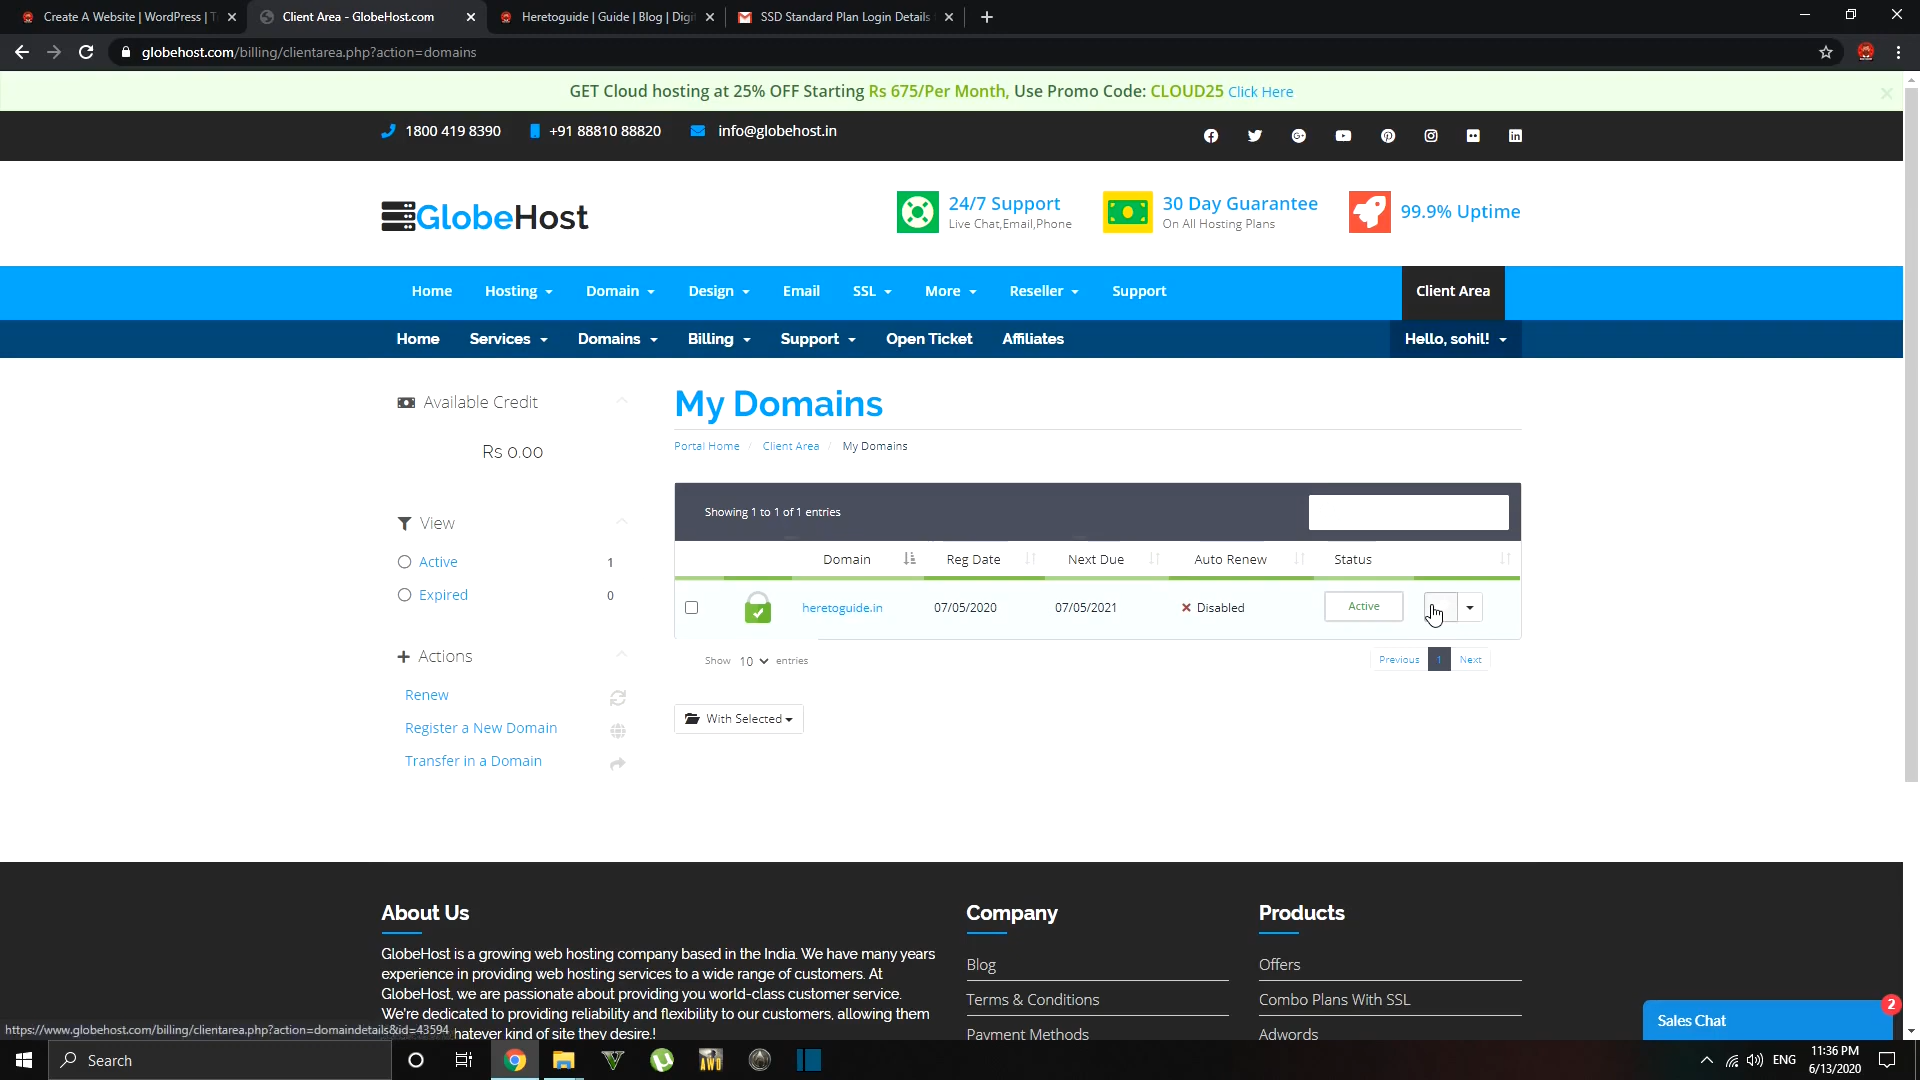 Create A Website | WordPress | T
Client Area - GlobeHost.com
Heretoguide | Guide | Blog | Digi
SSD Standard Plan Login Details
globehost.com/billing/clientarea.php?action=domains
GET Cloud hosting at 25% OFF Starting Rs 675/Per Month, Use Promo Code: CLOUD25 Click Here
1800 419 8390 +91 88810 88820 info@globehost.in
GlobeHost
24/7 Support
Live Chat,Email,Phone
30 Day Guarantee
On All Hosting Plans
99.9% Uptime
Home Hosting Domain Design Email SSL More Reseller Support Client Area
Home Services Domains Billing Support Open Ticket Affiliates Hello, sohil!
Available Credit
Rs 0.00
View
Active 1
Expired 0
Actions
Renew
Register a New Domain
Transfer in a Domain
My Domains
Portal Home / Client Area / My Domains
Showing 1 to 1 of 1 entries
Domain Reg Date Next Due Auto Renew Status
heretoguide.in 07/05/2020 07/05/2021 Disabled Active
Show 10 entries
Previous 1 Next
With Selected
About Us
GlobeHost is a growing web hosting company based in the India. We have many years
experience in providing web hosting services to a wide range of customers. At
GlobeHost, we are passionate about providing you world-class customer service.
We're dedicated to providing reliability and flexibility to our customers, allowing them
hatever kind of site they desire.!
Company
Blog
Terms & Conditions
Payment Methods
Products
Offers
Combo Plans With SSL
Adwords
Sales Chat
2
https://www.globehost.com/billing/clientarea.php?action=domaindetails&id=43594
Search
AWD
ENG
11:36 PM
6/13/2020